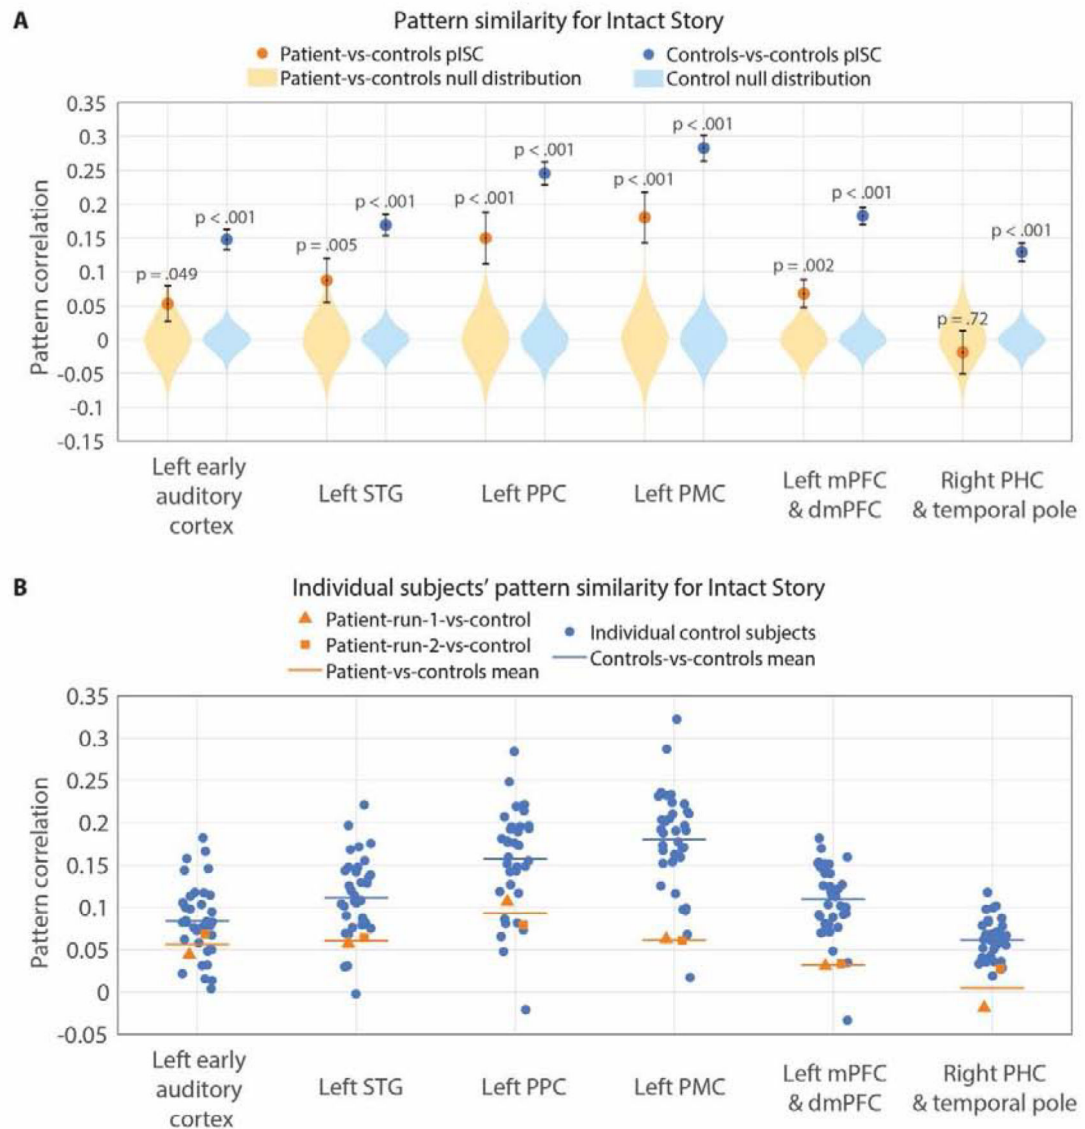 A
Pattern similarity for Intact Story
Patient-vs-controls pISC
Controls-vs-controls pISC
Patient-vs-controls null distribution
Control null distribution
Pattern correlation
0.35
0.3
0.25
0.2
0.15
0.1
0.05
0
-0.05
-0.1
-0.15
p = .049
p < .001
p = .005
p < .001
p < .001
p < .001
p < .001
p < .001
p = .002
p < .001
p = .72
p < .001
Left early
auditory
cortex
Left STG
Left PPC
Left PMC
Left mPFC
& dmPFC
Right PHC
& temporal pole
B
Individual subjects’ pattern similarity for Intact Story
Patient-run-1-vs-control
Patient-run-2-vs-control
Patient-vs-controls mean
Individual control subjects
Controls-vs-controls mean
Pattern correlation
0.35
0.3
0.25
0.2
0.15
0.1
0.05
0
-0.05
Left early
auditory
cortex
Left STG
Left PPC
Left PMC
Left mPFC
& dmPFC
Right PHC
& temporal pole